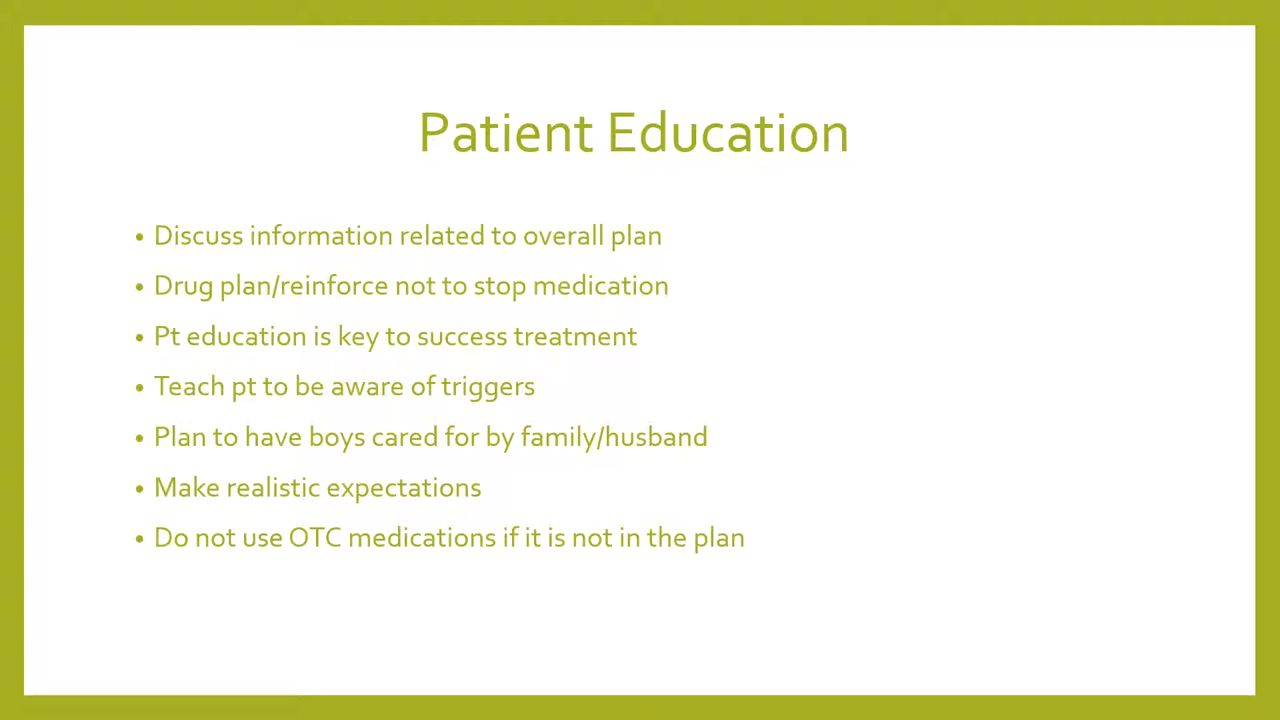 Patient Education
• Discuss information related to overall plan
• Drug plan/reinforce not to stop medication
• Pt education is key to success treatment
• Teach pt to be aware of triggers
• Plan to have boys cared for by family/husband
• Make realistic expectations
• Do not use OTC medications if it is not in the plan